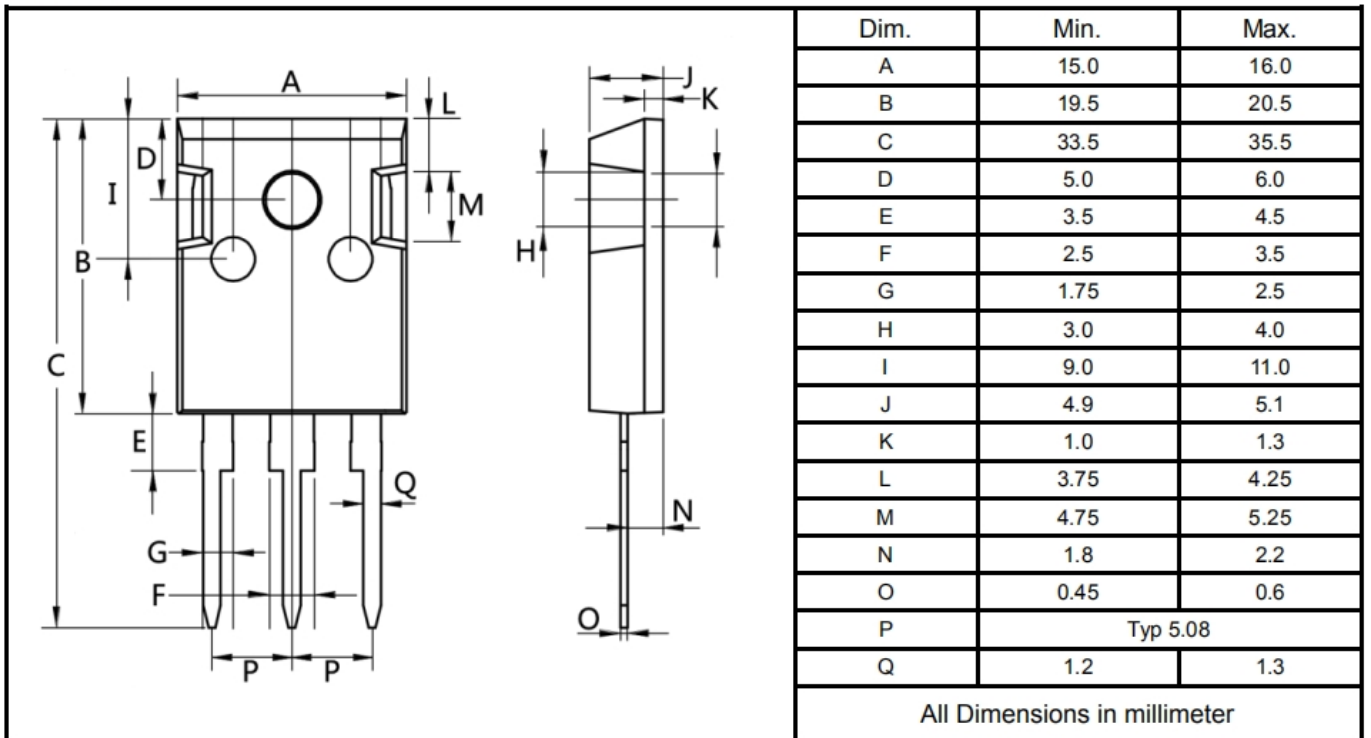 A
L
D
I
M
B
C
E
Q
G
F
P P
J
K
H
N
O
Dim. Min. Max.
A 15.0 16.0
B 19.5 20.5
C 33.5 35.5
D 5.0 6.0
E 3.5 4.5
F 2.5 3.5
G 1.75 2.5
H 3.0 4.0
I 9.0 11.0
J 4.9 5.1
K 1.0 1.3
L 3.75 4.25
M 4.75 5.25
N 1.8 2.2
O 0.45 0.6
P Typ 5.08
Q 1.2 1.3
All Dimensions in millimeter